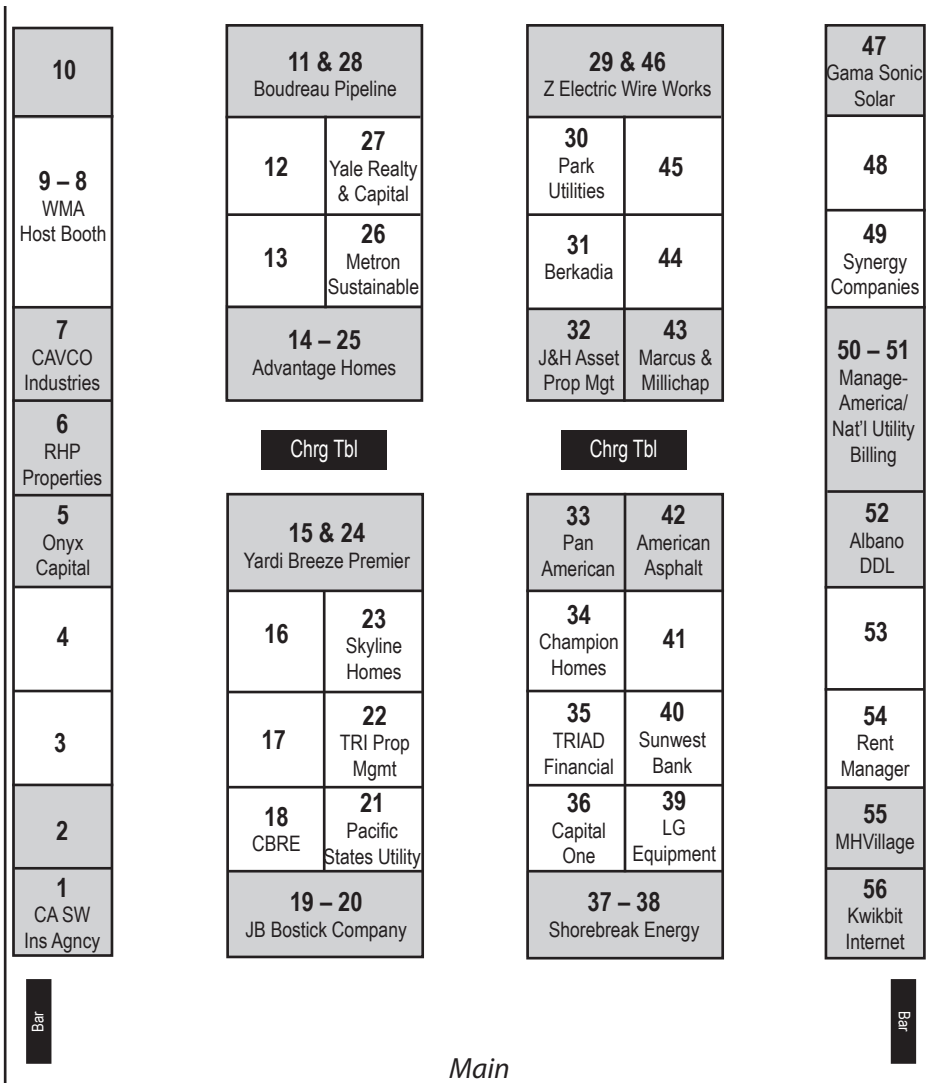 10
9 – 8
WMA
Host Booth
7
CAVCO
Industries
6
RHP
Properties
5
Onyx
Capital
4
3
2
1
CA SW
Ins Agncy
Bar
11 & 28
Boudreau Pipeline
12
27
Yale Realty
& Capital
13
26
Metron
Sustainable
14 – 25
Advantage Homes
Chrg Tbl
15 & 24
Yardi Breeze Premier
16
23
Skyline
Homes
17
22
TRI Prop
Mgmt
18
CBRE
21
Pacific
States Utility
19 – 20
JB Bostick Company
29 & 46
Z Electric Wire Works
30
Park
Utilities
45
31
Berkadia
44
32
J&H Asset
Prop Mgt
43
Marcus &
Millichap
Chrg Tbl
33
Pan
American
42
American
Asphalt
34
Champion
Homes
41
35
TRIAD
Financial
40
Sunwest
Bank
36
Capital
One
39
LG
Equipment
37 – 38
Shorebreak Energy
47
Gama Sonic
Solar
48
49
Synergy
Companies
50 – 51
Manage-
America/
Nat'l Utility
Billing
52
Albano
DDL
53
54
Rent
Manager
55
MHVillage
56
Kwikbit
Internet
Bar
Main